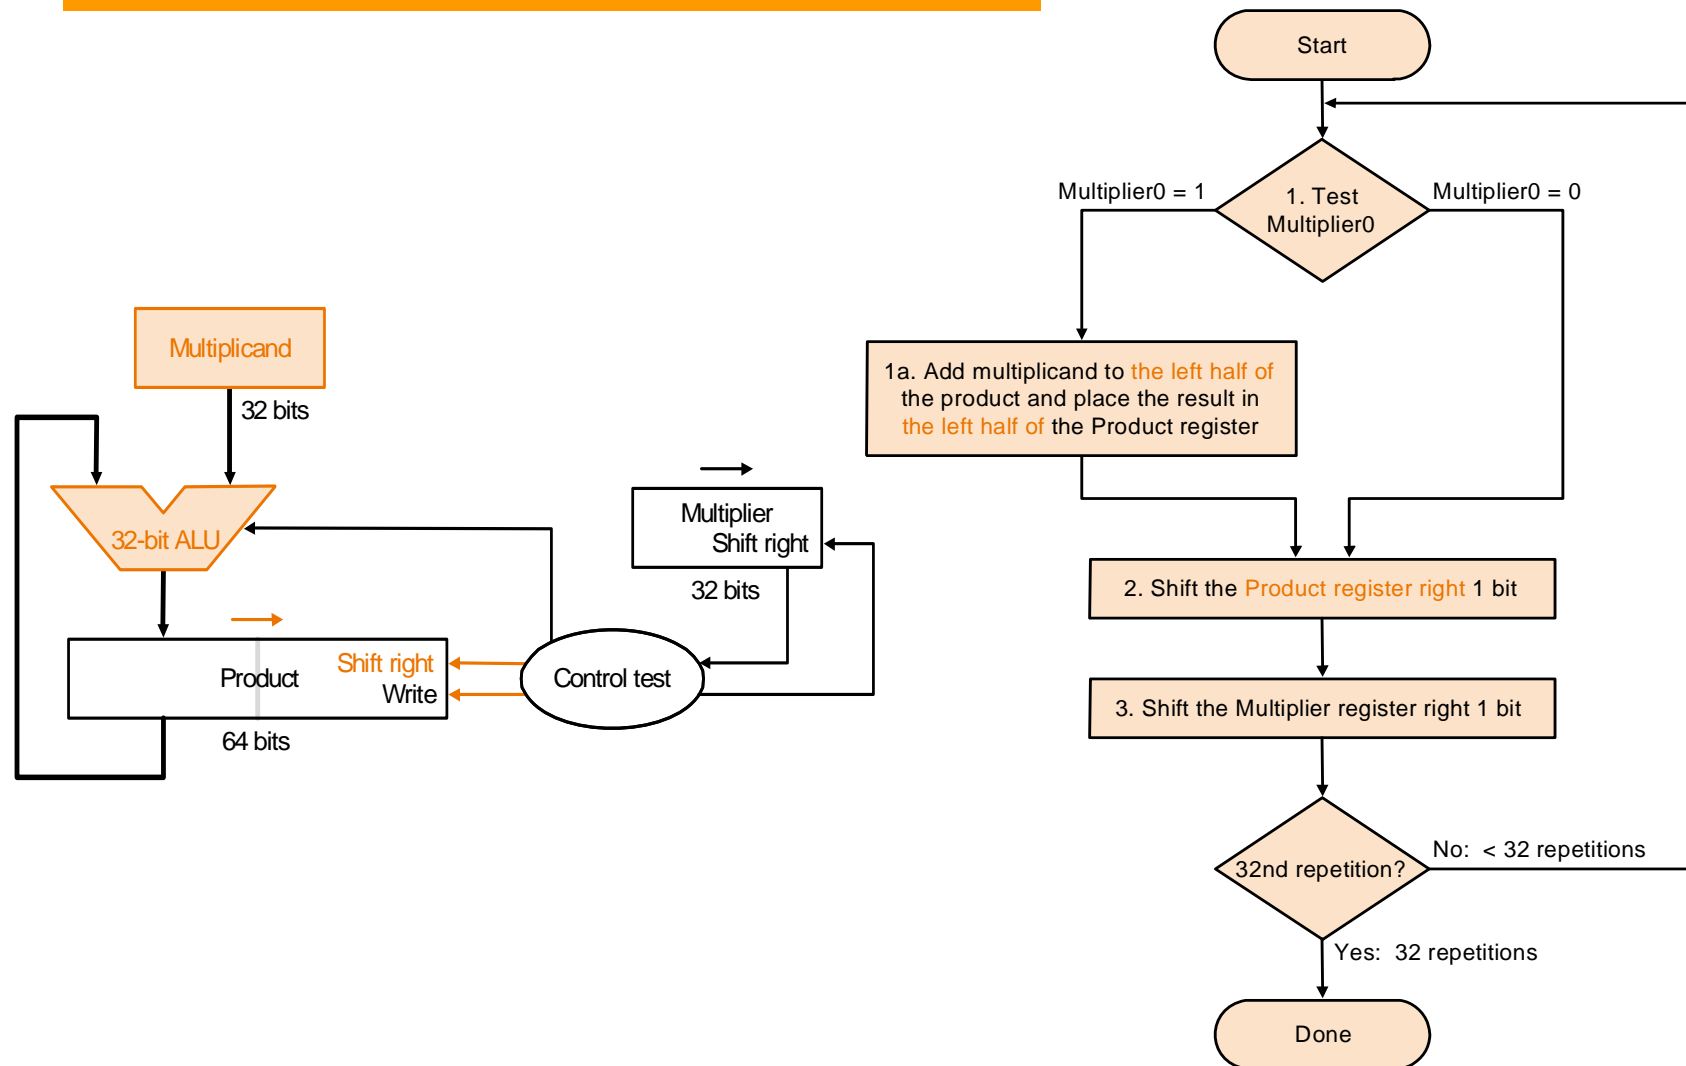 Multiplicand
32 bits
32-bit ALU
Multiplier
Shift right
32 bits
Product
Shift right
Write
64 bits
Control test
Start
1. Test
Multiplier0
Multiplier0 = 1
Multiplier0 = 0
1a. Add multiplicand to the left half of
the product and place the result in
the left half of the Product register
2. Shift the Product register right 1 bit
3. Shift the Multiplier register right 1 bit
32nd repetition?
No: < 32 repetitions
Yes: 32 repetitions
Done